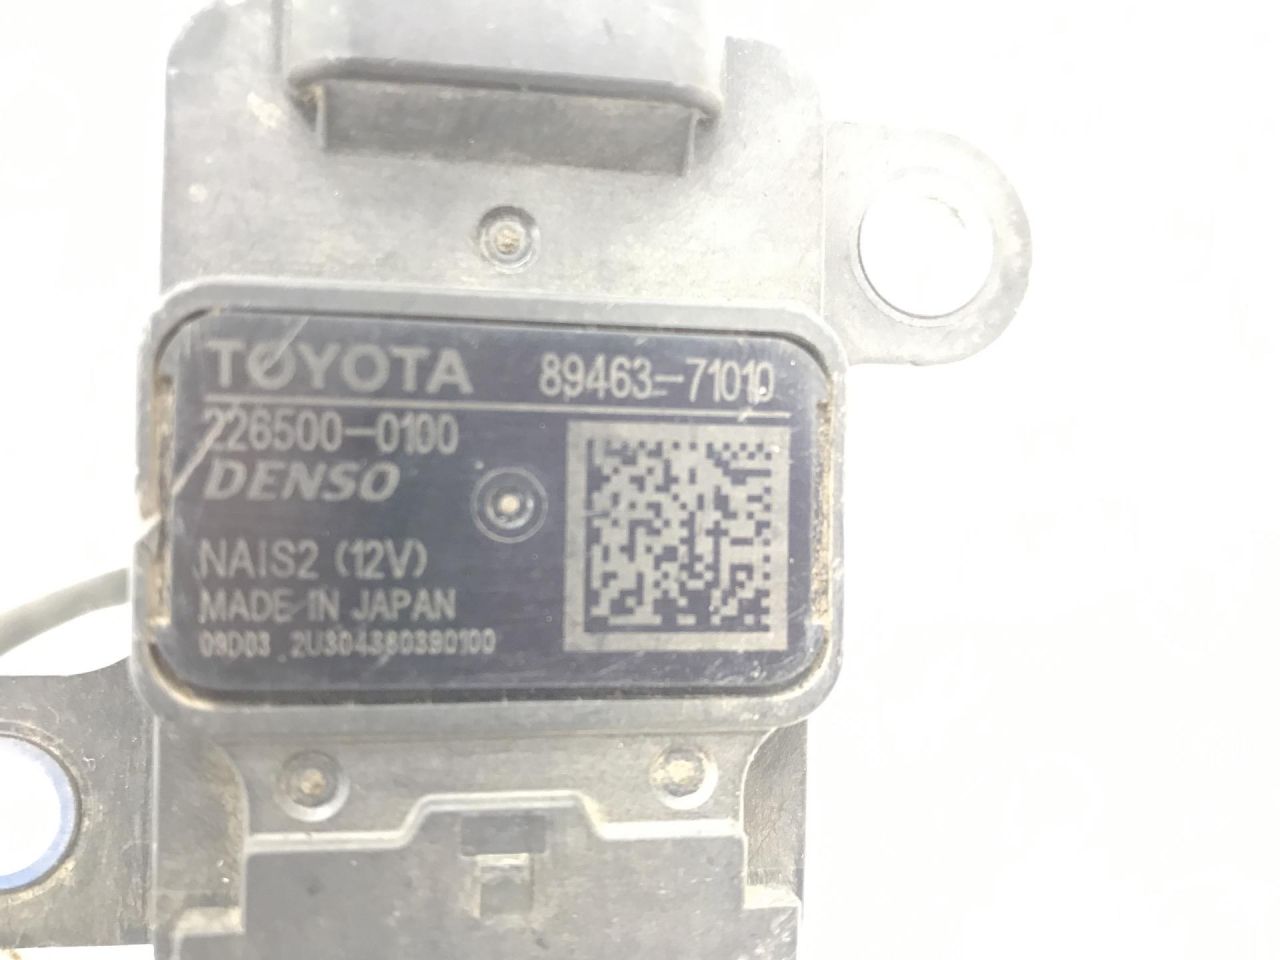 TOYOTA 89463-71010
226500-0100
DENSO
NAIS2 (12V)
MADE IN JAPAN
09D03 2U304380390100